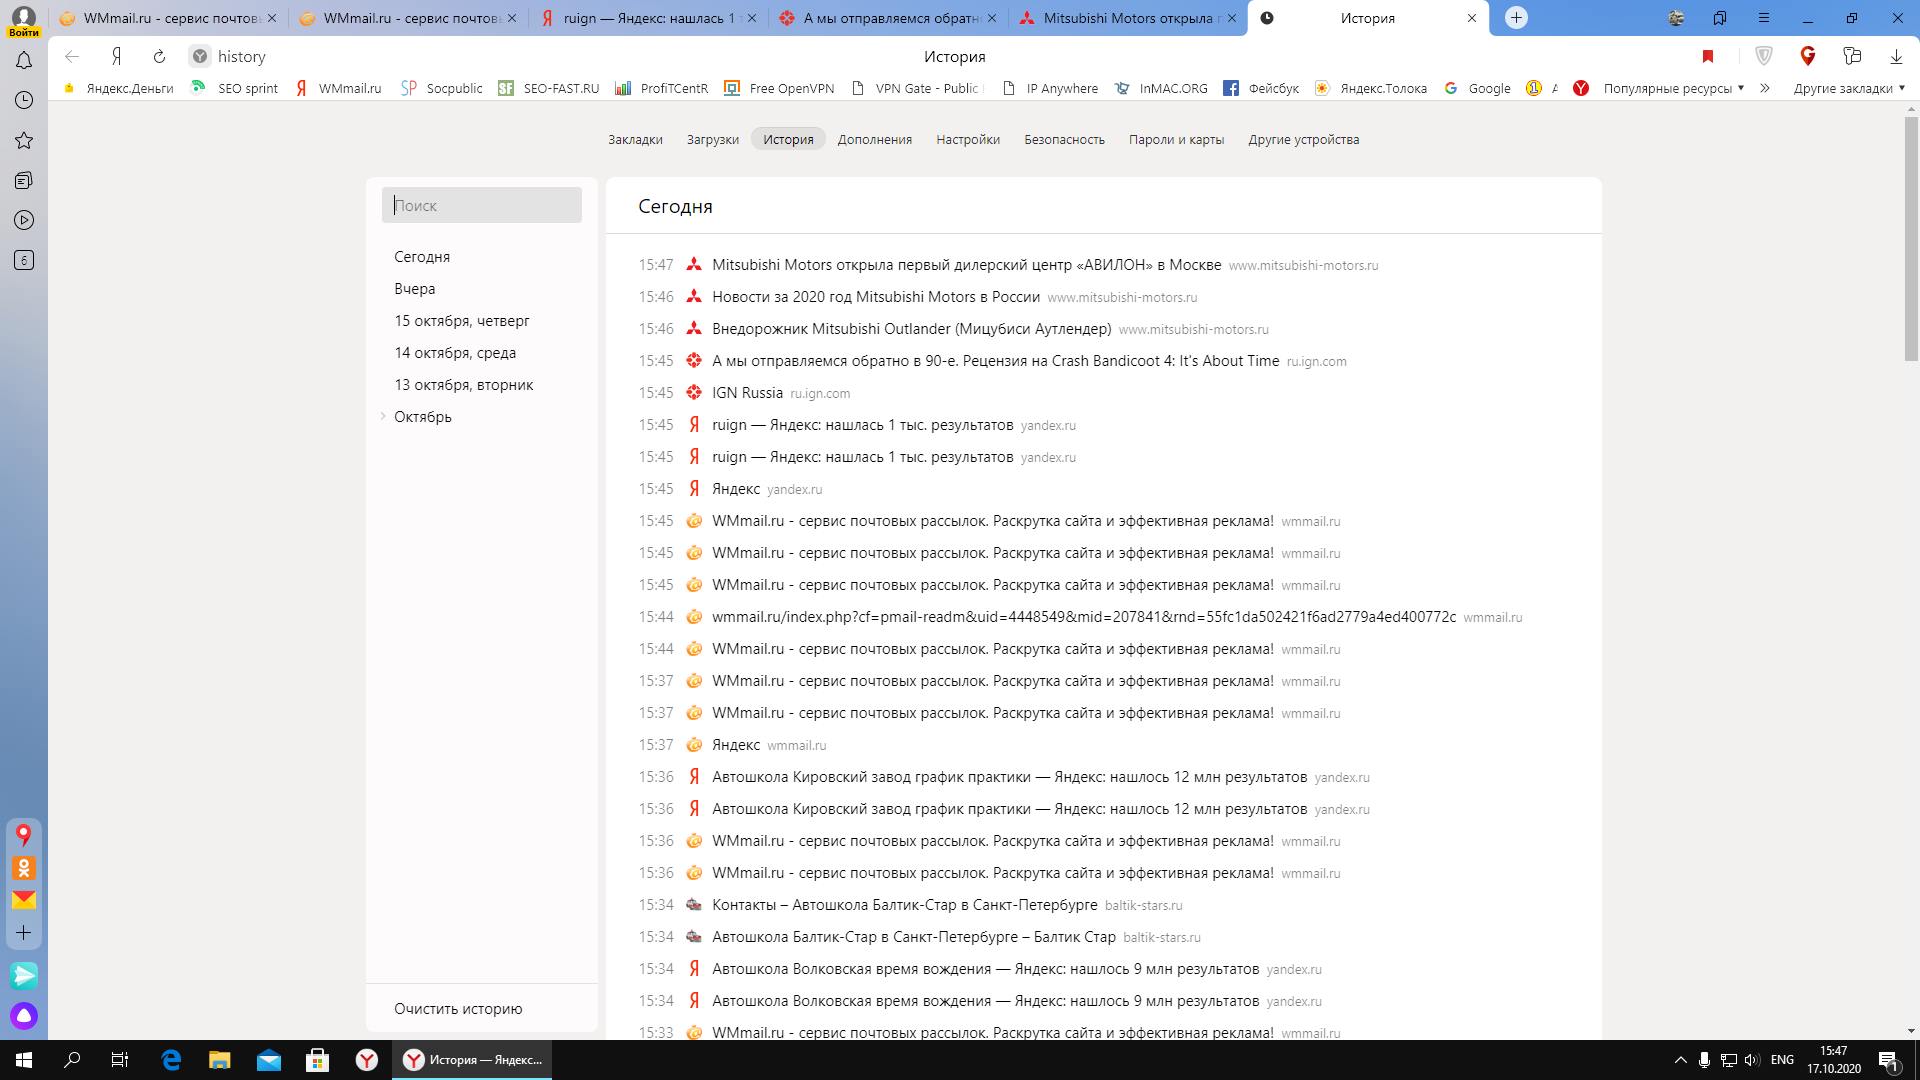 WMmail.ru - сервис почтов
WMmail.ru - сервис почтов
ruign — Яндекс: нашлась 1
А мы отправляемся обратн
Mitsubishi Motors открыла
История
Войти
history
История
Яндекс.Деньги
SEO sprint
WMmail.ru
Socpublic
SEO-FAST.RU
ProfiTCentR
Free OpenVPN
VPN Gate - Public
IP Anywhere
InMAC.ORG
Фейсбук
Яндекс.Толока
Google
Популярные ресурсы
Другие закладки
Закладки
Загрузки
История
Дополнения
Настройки
Безопасность
Пароли и карты
Другие устройства
6
Поиск
Сегодня
Вчера
15 октября, четверг
14 октября, среда
13 октября, вторник
Октябрь
Очистить историю
Сегодня
15:47 Mitsubishi Motors открыла первый дилерский центр «АВИЛОН» в Москве www.mitsubishi-motors.ru
15:46 Новости за 2020 год Mitsubishi Motors в России www.mitsubishi-motors.ru
15:46 Внедорожник Mitsubishi Outlander (Мицубиси Аутлендер) www.mitsubishi-motors.ru
15:45 А мы отправляемся обратно в 90-е. Рецензия на Crash Bandicoot 4: It's About Time ru.ign.com
15:45 IGN Russia ru.ign.com
15:45 ruign — Яндекс: нашлась 1 тыс. результатов yandex.ru
15:45 ruign — Яндекс: нашлась 1 тыс. результатов yandex.ru
15:45 Яндекс yandex.ru
15:45 WMmail.ru - сервис почтовых рассылок. Раскрутка сайта и эффективная реклама! wmmail.ru
15:45 WMmail.ru - сервис почтовых рассылок. Раскрутка сайта и эффективная реклама! wmmail.ru
15:45 WMmail.ru - сервис почтовых рассылок. Раскрутка сайта и эффективная реклама! wmmail.ru
15:44 wmmail.ru/index.php?cf=pmail-readm&uid=4448549&mid=207841&rnd=55fc1da502421f6ad2779a4ed400772c wmmail.ru
15:44 WMmail.ru - сервис почтовых рассылок. Раскрутка сайта и эффективная реклама! wmmail.ru
15:37 WMmail.ru - сервис почтовых рассылок. Раскрутка сайта и эффективная реклама! wmmail.ru
15:37 WMmail.ru - сервис почтовых рассылок. Раскрутка сайта и эффективная реклама! wmmail.ru
15:37 Яндекс wmmail.ru
15:36 Автошкола Кировский завод график практики — Яндекс: нашлось 12 млн результатов yandex.ru
15:36 Автошкола Кировский завод график практики — Яндекс: нашлось 12 млн результатов yandex.ru
15:36 WMmail.ru - сервис почтовых рассылок. Раскрутка сайта и эффективная реклама! wmmail.ru
15:36 WMmail.ru - сервис почтовых рассылок. Раскрутка сайта и эффективная реклама! wmmail.ru
15:34 Контакты – Автошкола Балтик-Стар в Санкт-Петербурге baltik-stars.ru
15:34 Автошкола Балтик-Стар в Санкт-Петербурге – Балтик Стар baltik-stars.ru
15:34 Автошкола Волковская время вождения — Яндекс: нашлось 9 млн результатов yandex.ru
15:34 Автошкола Волковская время вождения — Яндекс: нашлось 9 млн результатов yandex.ru
15:33 WMmail.ru - сервис почтовых рассылок. Раскрутка сайта и эффективная реклама! wmmail.ru
История — Яндекс...
ENG
15:47
17.10.2020
1